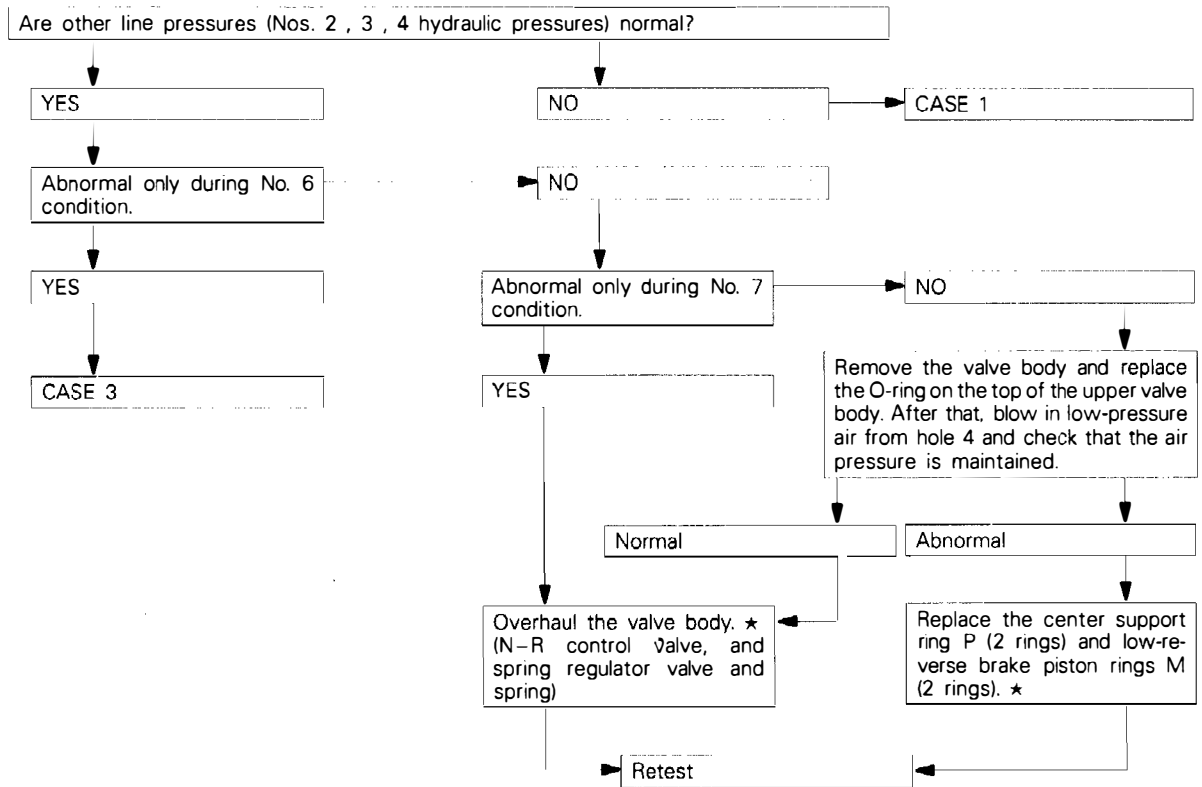 Are other line pressures (Nos. 2 , 3 , 4 hydraulic pressures) normal?
YES
NO
CASE 1
Abnormal only during No. 6
condition.
NO
YES
Abnormal only during No. 7
condition.
NO
CASE 3
YES
Remove the valve body and replace
the O-ring on the top of the upper valve
body. After that, blow in low-pressure
air from hole 4 and check that the air
pressure is maintained.
Normal
Abnormal
Overhaul the valve body. ★
(N–R control valve, and
spring regulator valve and
spring)
Replace the center support
ring P (2 rings) and low-re-
verse brake piston rings M
(2 rings). ★
Retest